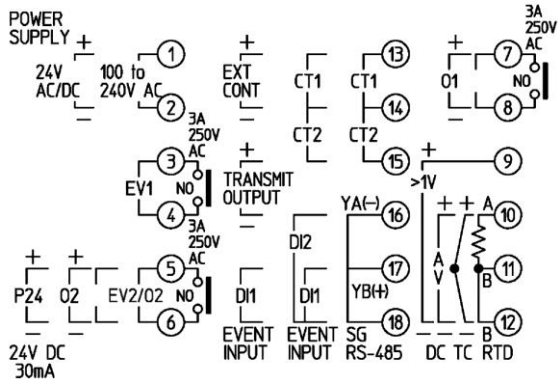 POWER
SUPPLY
+ +
24V
AC/DC
100 to
240V AC
− −
1
2
3A
250V
AC
3
EV1
NO
4
3A
250V
AC
+ +
5
P24
O2
EV2/O2
NO
6
− −
24V DC
30mA
+
EXT
CONT
−
+
TRANSMIT
OUTPUT
−
DI1
EVENT
INPUT
CT1
CT2
CT1
CT2
13
14
15
DI2
DI1
EVENT
INPUT
YA(−)
16
YB(+)
17
18
SG
RS-485
3A
250V
AC
+
7
O1
NO
8
−
+
9
>1V
+ +
A
10
A
V
B
11
B
12
− − −
DC TC RTD